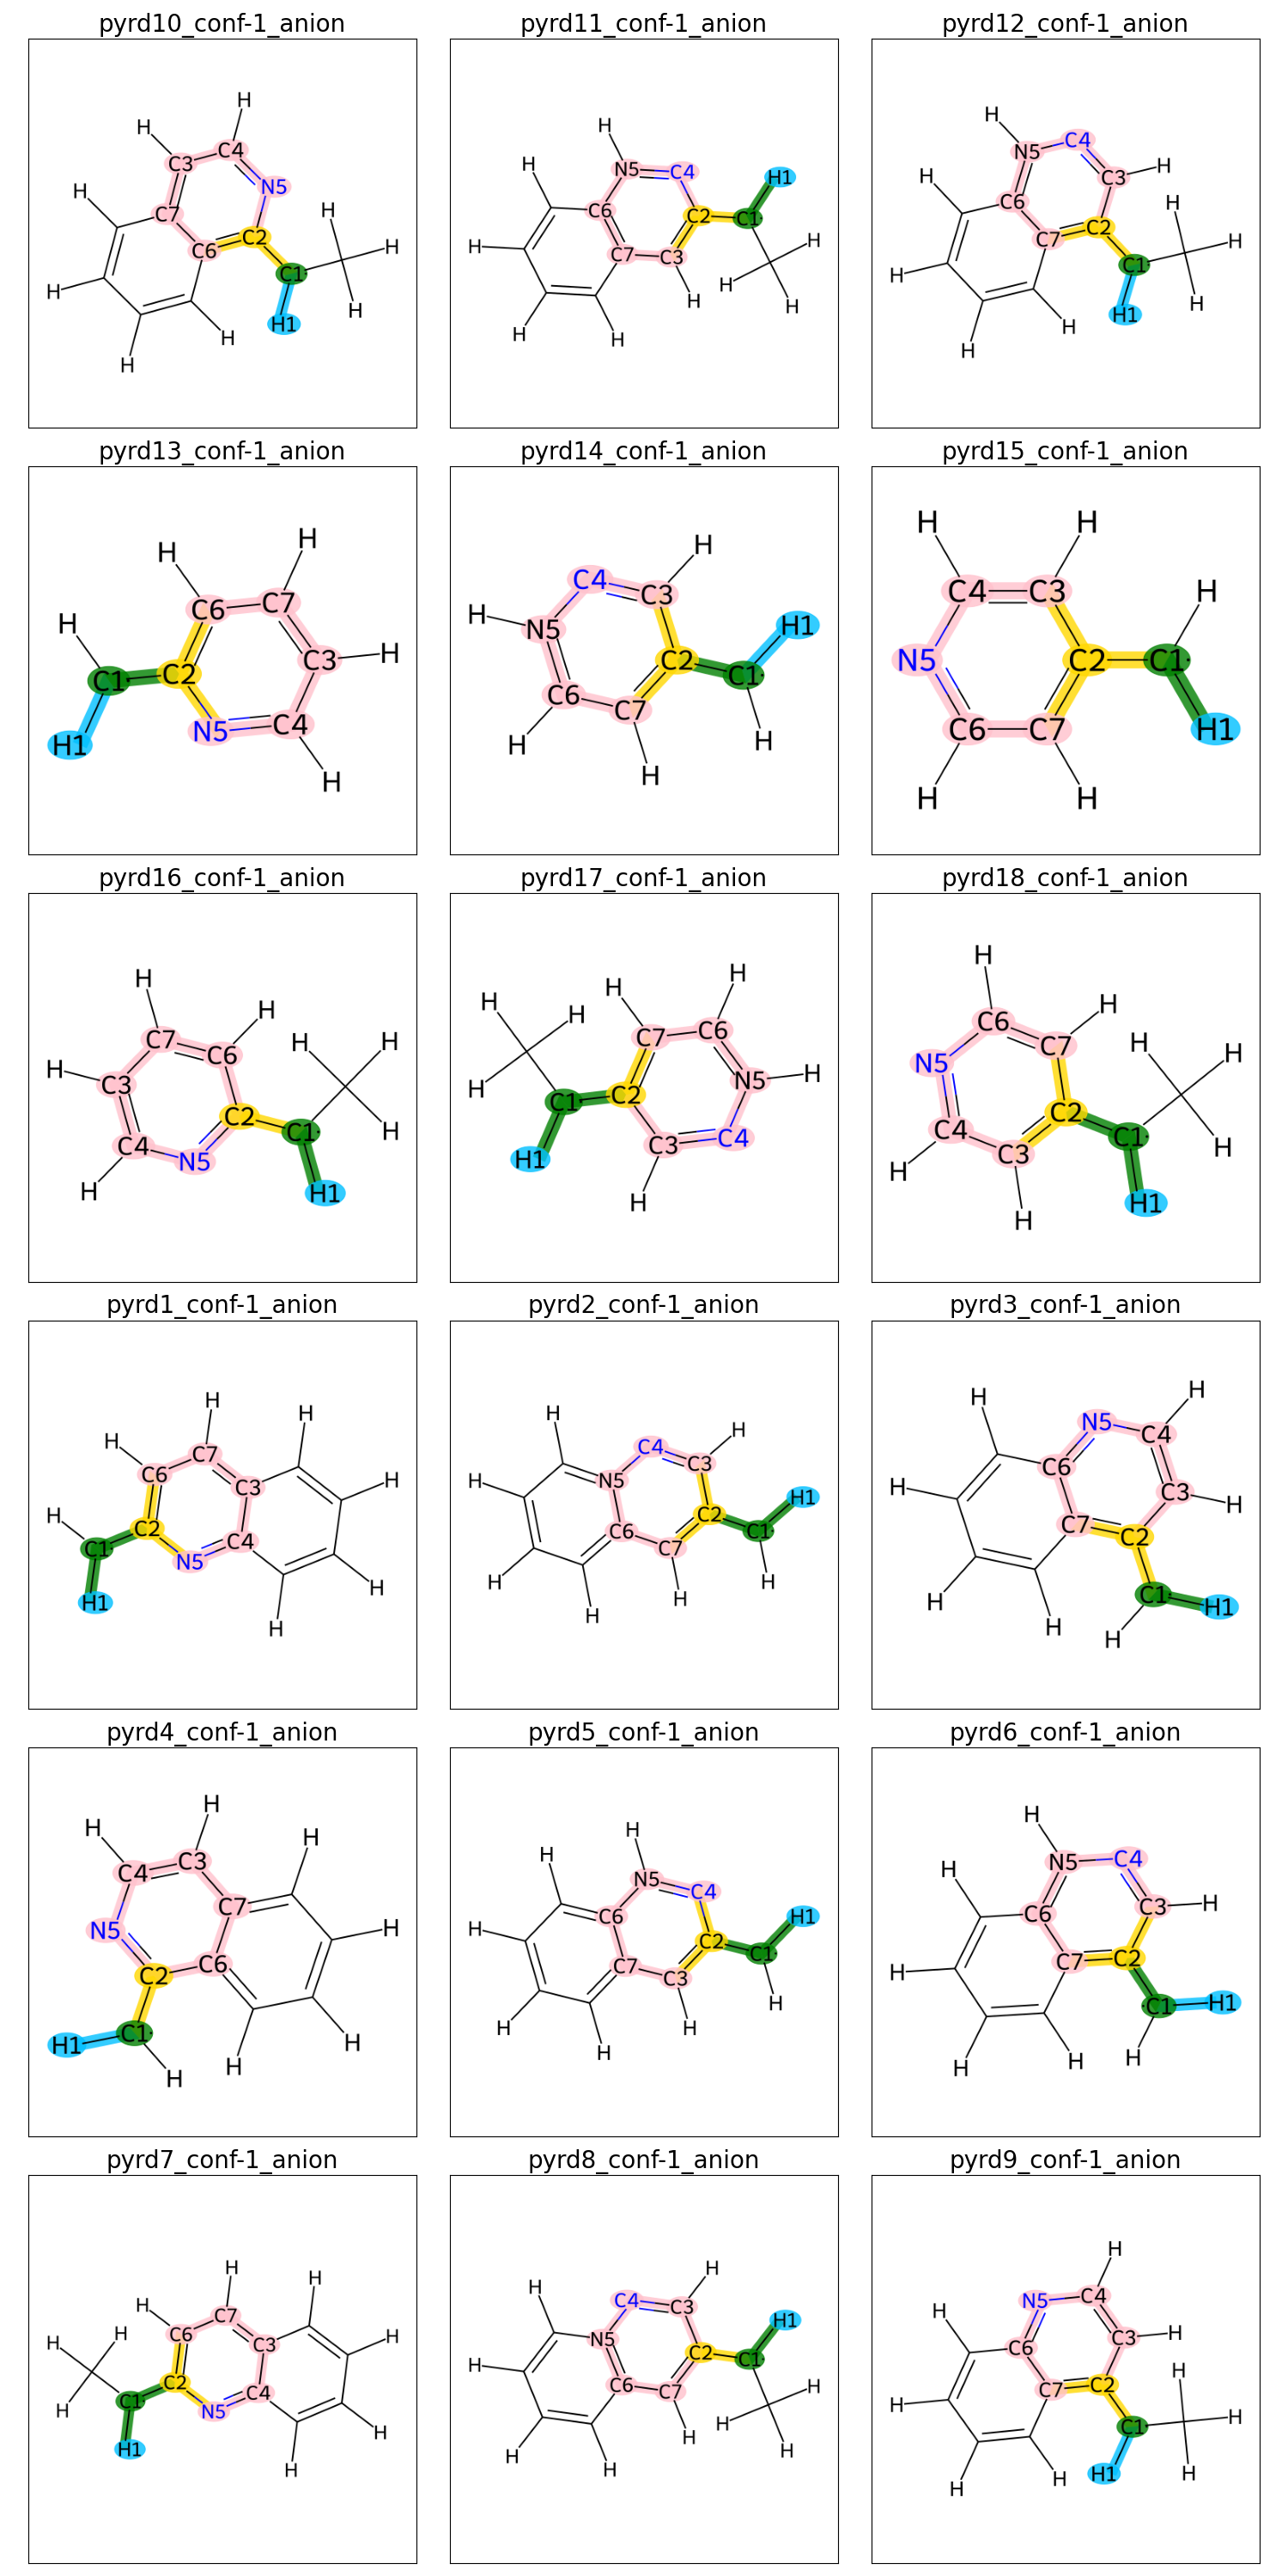 pyrd10_conf-1_anion pyrd11_conf-1_anion pyrd12_conf-1_anion
H H C3 C4 N5 H C7 H C6 C2 H C1 H H H1 H H
H H N5 C4 H1 C6 C2 C1 H C7 C3 H H H H H H
H N5 C4 H C3 H C6 H C7 C2 H C1 H H1 H H H
pyrd13_conf-1_anion pyrd14_conf-1_anion pyrd15_conf-1_anion
H H C6 C7 H C3 H C1 C2 N5 C4 H1 H
H C4 C3 H N5 H1 C2 C1 C6 C7 H H H
H H C4 C3 H N5 C2 C1 C6 C7 H1 H H
pyrd16_conf-1_anion pyrd17_conf-1_anion pyrd18_conf-1_anion
H H C7 C6 H H H C3 C2 C1 H C4 N5 H H1
H H H H C7 C6 H N5 H C1 C2 C3 C4 H1 H
H H C6 C7 H H N5 C2 C1 C4 C3 H H H1 H
pyrd1_conf-1_anion pyrd2_conf-1_anion pyrd3_conf-1_anion
H H H C7 C6 C3 H H C2 C1 N5 C4 H H1 H
H H C4 C3 H N5 H1 C2 C1 C6 C7 H H H H
H H N5 C4 C6 H C3 H C7 C2 C1 H1 H H H
pyrd4_conf-1_anion pyrd5_conf-1_anion pyrd6_conf-1_anion
H H H C4 C3 C7 N5 H C6 C2 C1 H1 H H H
H H N5 C4 H C6 H1 C2 C1 C7 C3 H H H H
H H N5 C4 C3 H C6 C7 C2 H C1 H1 H H H
pyrd7_conf-1_anion pyrd8_conf-1_anion pyrd9_conf-1_anion
H H H C7 H H C6 C3 H C2 C4 C1 N5 H H1 H H
H H C4 C3 H1 N5 C2 C1 H C6 C7 H H H H H
H H N5 C4 C3 H C6 H C7 C2 H C1 H H1 H H H